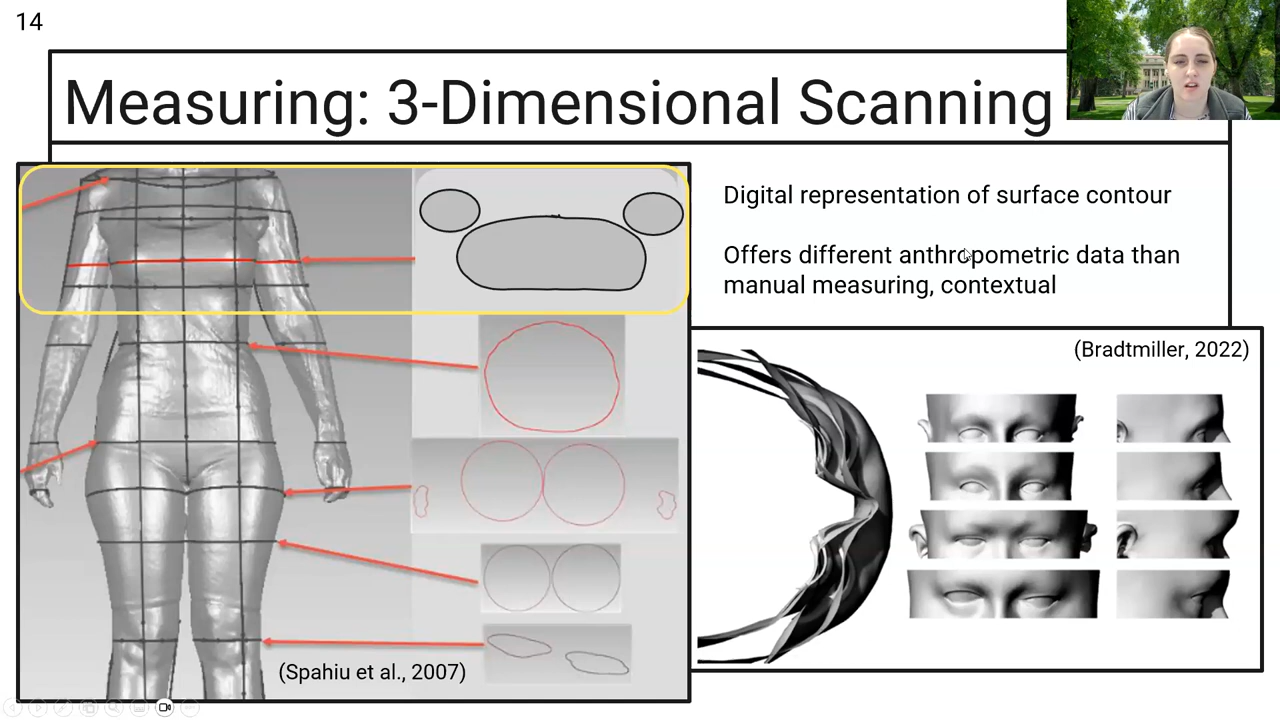 14
Measuring: 3-Dimensional Scanning
Digital representation of surface contour
Offers different anthropometric data than
manual measuring, contextual
(Bradtmiller, 2022)
(Spahiu et al., 2007)